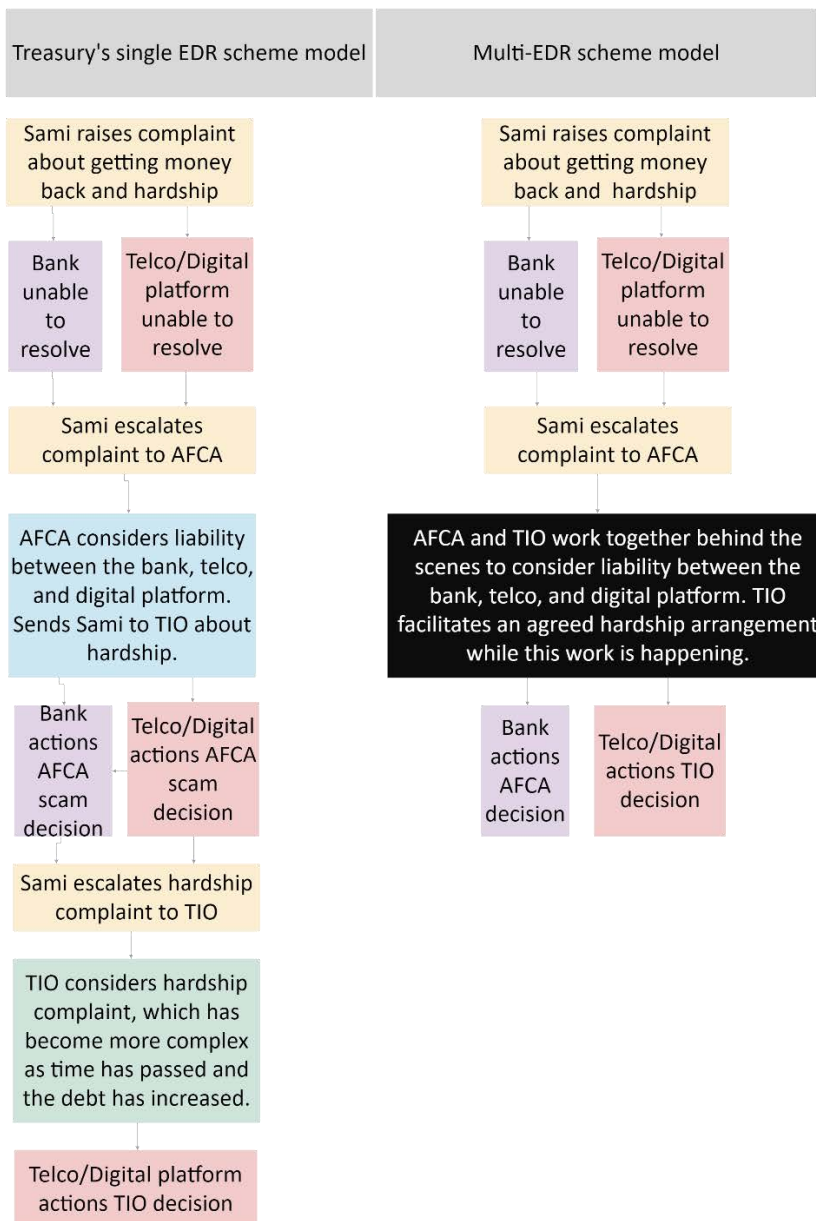 Treasury's single EDR scheme model
Multi-EDR scheme model
Sami raises complaint
about getting money
back and hardship
Bank
unable
to
resolve
Telco/Digital
platform
unable to
resolve
Sami escalates
complaint to AFCA
AFCA considers liability
between the bank, telco,
and digital platform.
Sends Sami to TIO about
hardship.
Bank
actions
AFCA
scam
decision
Telco/Digital
actions AFCA
scam
decision
Sami escalates hardship
complaint to TIO
TIO considers hardship
complaint, which has
become more complex
as time has passed and
the debt has increased.
Telco/Digital platform
actions TIO decision
Sami raises complaint
about getting money
back and hardship
Bank
unable
to
resolve
Telco/Digital
platform
unable to
resolve
Sami escalates
complaint to AFCA
AFCA and TIO work together behind the
scenes to consider liability between the
bank, telco, and digital platform. TIO
facilitates an agreed hardship arrangement
while this work is happening.
Bank
actions
AFCA
decision
Telco/Digital
actions TIO
decision